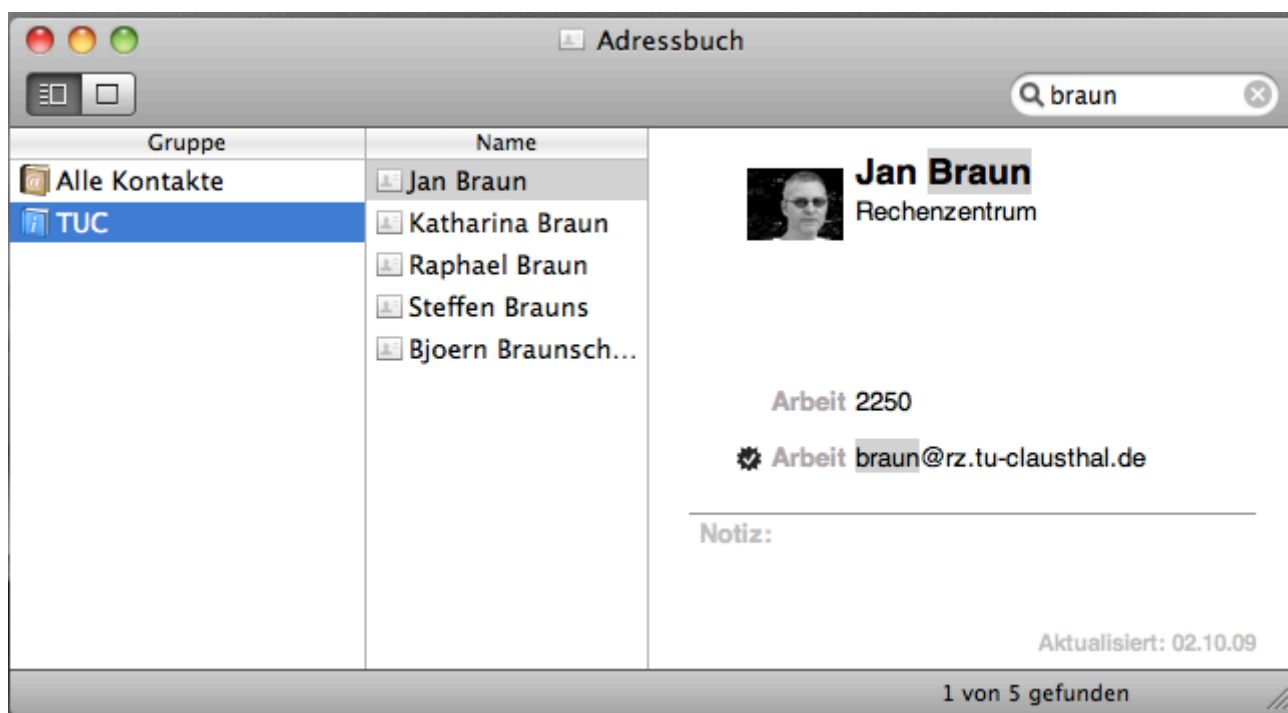 Adressbuch
braun
Gruppe
Alle Kontakte
TUC
Name
Jan Braun
Katharina Braun
Raphael Braun
Steffen Brauns
Bjoern Braunsch...
Jan Braun
Rechenzentrum
Arbeit 2250
Arbeit braun@rz.tu-clausthal.de
Notiz:
Aktualisiert: 02.10.09
1 von 5 gefunden